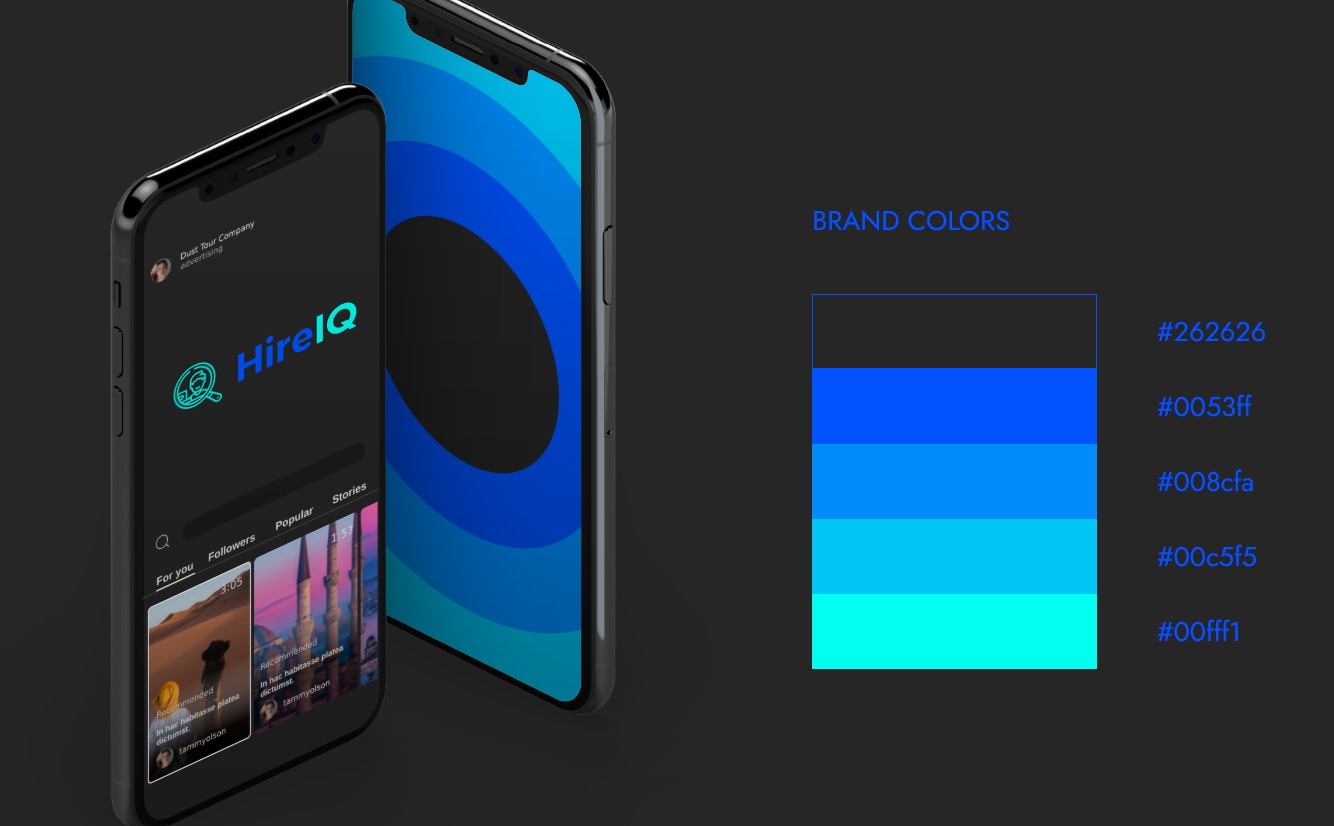 Dust Tour Company
advertising
HireIQ
For you
Followers
Popular
Stories
3:05
Recommended
In hac habitasse platea
dictumst.
tammyolson
1:57
Recommended
In hac habitasse platea
dictumst.
tammyolson
BRAND COLORS
#262626
#0053ff
#008cfa
#00c5f5
#00fff1